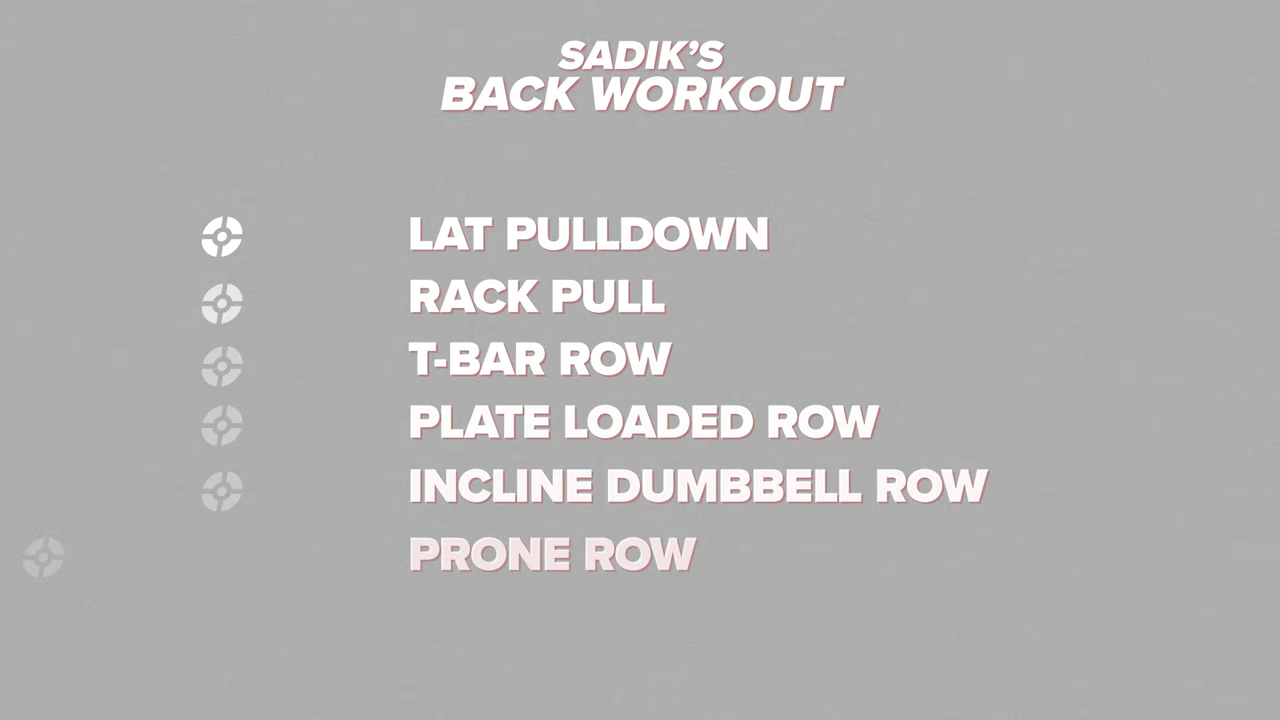 SADIK'S
BACK WORKOUT
LAT PULLDOWN
RACK PULL
T-BAR ROW
PLATE LOADED ROW
INCLINE DUMBBELL ROW
PRONE ROW